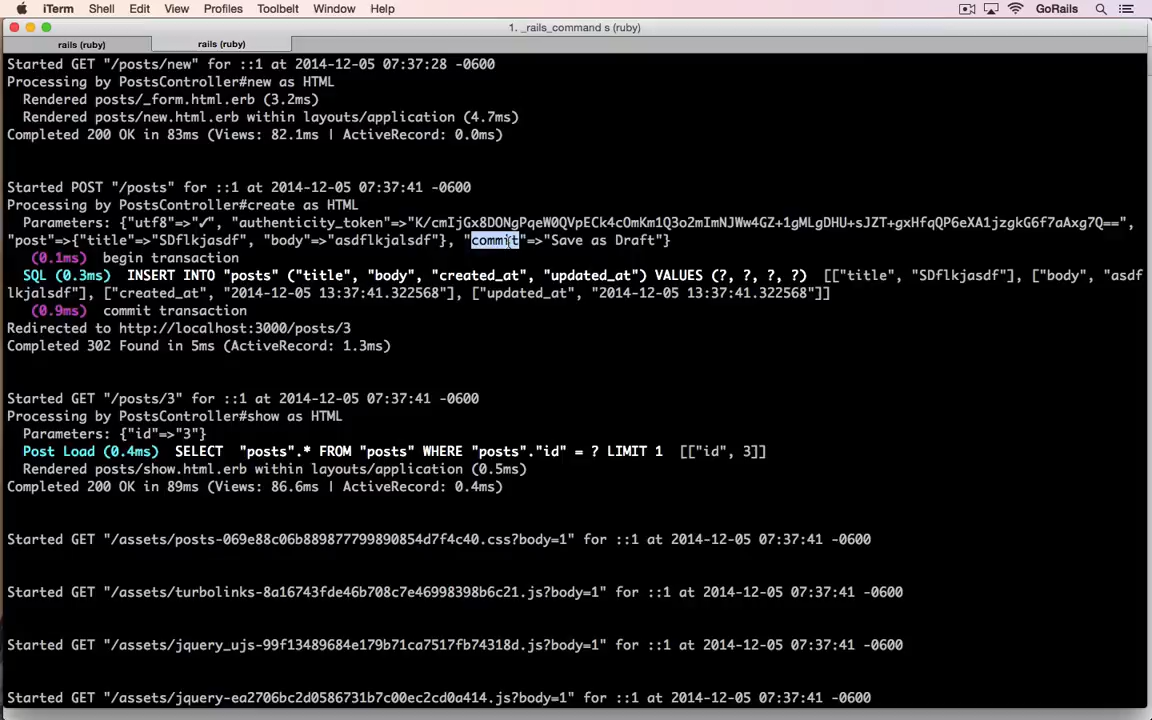 iTerm Shell Edit View Profiles Toolbelt Window Help GoRails
1. _rails_command s (ruby)
rails (ruby) rails (ruby)
Started GET "/posts/new" for ::1 at 2014-12-05 07:37:28 -0600
Processing by PostsController#new as HTML
Rendered posts/_form.html.erb (3.2ms)
Rendered posts/new.html.erb within layouts/application (4.7ms)
Completed 200 OK in 83ms (Views: 82.1ms | ActiveRecord: 0.0ms)
Started POST "/posts" for ::1 at 2014-12-05 07:37:41 -0600
Processing by PostsController#create as HTML
Parameters: {"utf8"=>"✓", "authenticity_token"=>"K/cmIjGx8DONgPqeW0QVpECk4cOmKm1Q3o2mImNJWw4GZ+1gMLgDHU+sJZT+gxHfqQP6eXA1jzgkG6f7aAxg7Q==",
"post"=>{"title"=>"SDflkjasdf", "body"=>"asdflkjalsdf"}, "commit"=>"Save as Draft"}
(0.1ms) begin transaction
SQL (0.3ms) INSERT INTO "posts" ("title", "body", "created_at", "updated_at") VALUES (?, ?, ?, ?) [["title", "SDflkjasdf"], ["body", "asdf
lkjalsdf"], ["created_at", "2014-12-05 13:37:41.322568"], ["updated_at", "2014-12-05 13:37:41.322568"]]
(0.9ms) commit transaction
Redirected to http://localhost:3000/posts/3
Completed 302 Found in 5ms (ActiveRecord: 1.3ms)
Started GET "/posts/3" for ::1 at 2014-12-05 07:37:41 -0600
Processing by PostsController#show as HTML
Parameters: {"id"=>"3"}
Post Load (0.4ms) SELECT "posts".* FROM "posts" WHERE "posts"."id" = ? LIMIT 1 [["id", 3]]
Rendered posts/show.html.erb within layouts/application (0.5ms)
Completed 200 OK in 89ms (Views: 86.6ms | ActiveRecord: 0.4ms)
Started GET "/assets/posts-069e88c06b889877799890854d7f4c40.css?body=1" for ::1 at 2014-12-05 07:37:41 -0600
Started GET "/assets/turbolinks-8a16743fde46b708c7e46998398b6c21.js?body=1" for ::1 at 2014-12-05 07:37:41 -0600
Started GET "/assets/jquery_ujs-99f13489684e179b71ca7517fb74318d.js?body=1" for ::1 at 2014-12-05 07:37:41 -0600
Started GET "/assets/jquery-ea2706bc2d0586731b7c00ec2cd0a414.js?body=1" for ::1 at 2014-12-05 07:37:41 -0600